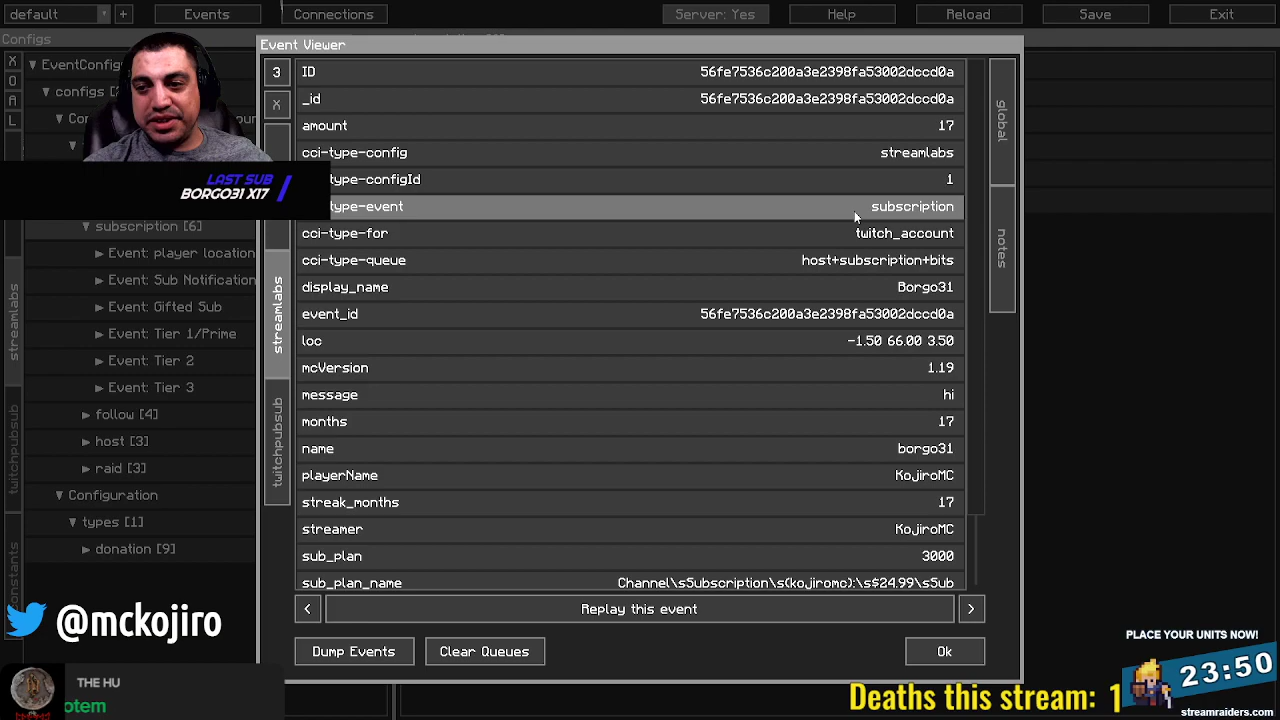 default
+
Events
Connections
Server: Yes
Help
Reload
Save
Exit
Configs
Event Viewer
X
O
A
L
EventConfig
configs [
subscription [6]
Event: player location
Event: Sub Notification
Event: Gifted Sub
Event: Tier 1/Prime
Event: Tier 2
Event: Tier 3
follow [4]
host [3]
raid [3]
Configuration
types [1]
donation [9]
streamlabs
twitchpubsub
constants
3
X
streamlabs
twitchpubsub
ID 56fe7536c200a3e2398fa53002dccd0a
_id 56fe7536c200a3e2398fa53002dccd0a
amount 17
cci-type-config streamlabs
type-configId 1
type-event subscription
cci-type-for twitch_account
cci-type-queue host+subscription+bits
display_name Borgo31
event_id 56fe7536c200a3e2398fa53002dccd0a
loc -1.50 66.00 3.50
mcVersion 1.19
message hi
months 17
name borgo31
playerName KojiroMC
streak_months 17
streamer KojiroMC
sub_plan 3000
sub_plan_name Channel\sSubscription\s(kojiromc):\s$24.99\sSub
global
notes
<
Replay this event
>
Dump Events
Clear Queues
Ok
LAST SUB
BORGO31 X17
@mckojiro
THE HU
otem
Deaths this stream: 1
PLACE YOUR UNITS NOW!
23:50
streamraiders.com